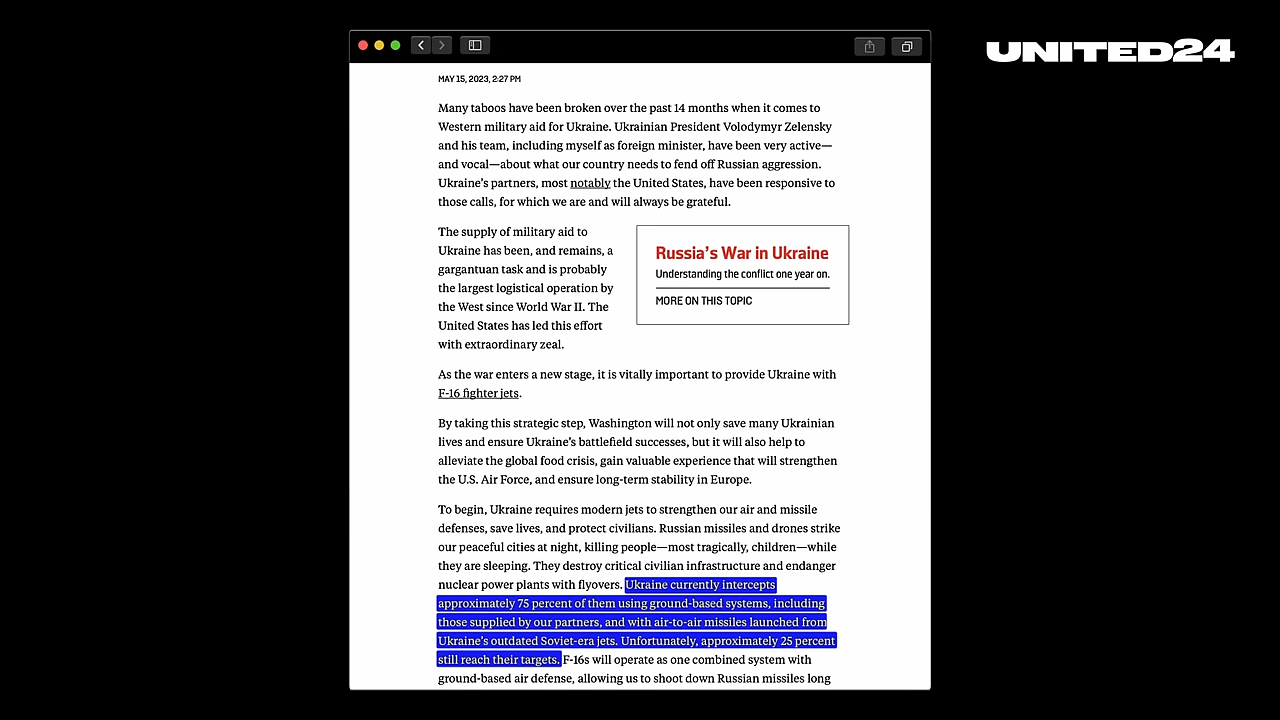 UNITED24
MAY 15, 2023, 2:27 PM
Many taboos have been broken over the past 14 months when it comes to
Western military aid for Ukraine. Ukrainian President Volodymyr Zelensky
and his team, including myself as foreign minister, have been very active—
and vocal—about what our country needs to fend off Russian aggression.
Ukraine’s partners, most notably the United States, have been responsive to
those calls, for which we are and will always be grateful.
The supply of military aid to
Ukraine has been, and remains, a
gargantuan task and is probably
the largest logistical operation by
the West since World War II. The
United States has led this effort
with extraordinary zeal.
Russia’s War in Ukraine
Understanding the conflict one year on.
MORE ON THIS TOPIC
As the war enters a new stage, it is vitally important to provide Ukraine with
F-16 fighter jets.
By taking this strategic step, Washington will not only save many Ukrainian
lives and ensure Ukraine’s battlefield successes, but it will also help to
alleviate the global food crisis, gain valuable experience that will strengthen
the U.S. Air Force, and ensure long-term stability in Europe.
To begin, Ukraine requires modern jets to strengthen our air and missile
defenses, save lives, and protect civilians. Russian missiles and drones strike
our peaceful cities at night, killing people—most tragically, children—while
they are sleeping. They destroy critical civilian infrastructure and endanger
nuclear power plants with flyovers. Ukraine currently intercepts
approximately 75 percent of them using ground-based systems, including
those supplied by our partners, and with air-to-air missiles launched from
Ukraine’s outdated Soviet-era jets. Unfortunately, approximately 25 percent
still reach their targets. F-16s will operate as one combined system with
ground-based air defense, allowing us to shoot down Russian missiles long